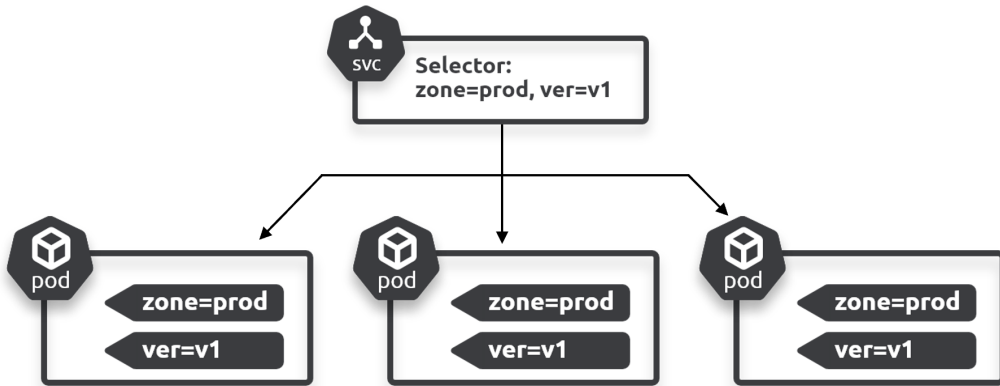 svc
Selector:
zone=prod, ver=v1
pod
zone=prod
ver=v1
pod
zone=prod
ver=v1
pod
zone=prod
ver=v1